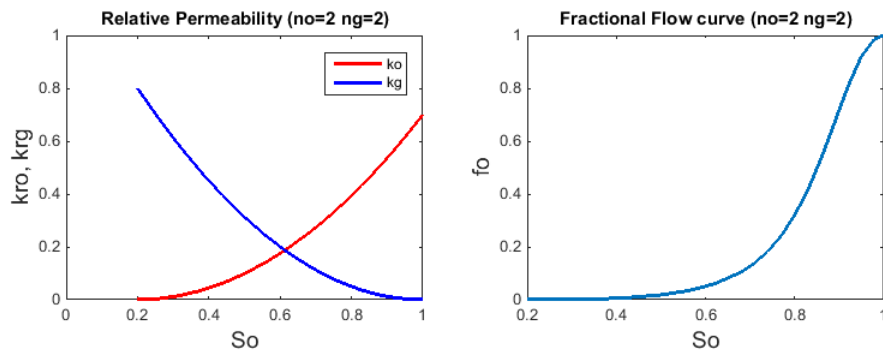 Relative Permeability (no=2 ng=2)
kro, krg
1
0.8
0.6
0.4
0.2
0
ko
kg
0 0.2 0.4 0.6 0.8 1
So
Fractional Flow curve (no=2 ng=2)
fo
1
0.8
0.6
0.4
0.2
0
0.2 0.4 0.6 0.8 1
So